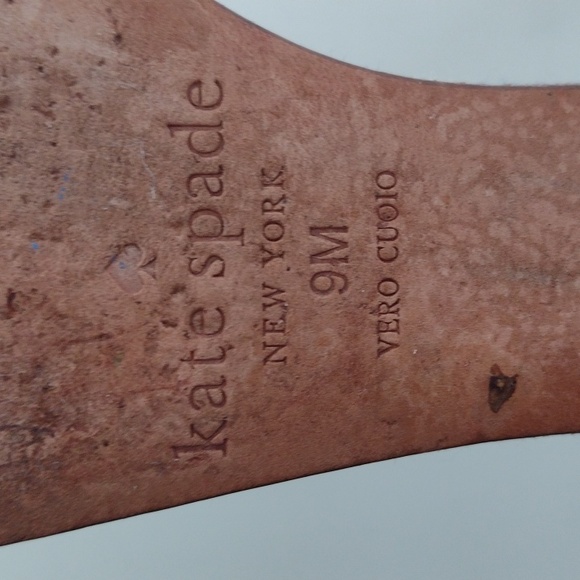 kate spade
NEW YORK
9M
VERO CUOIO